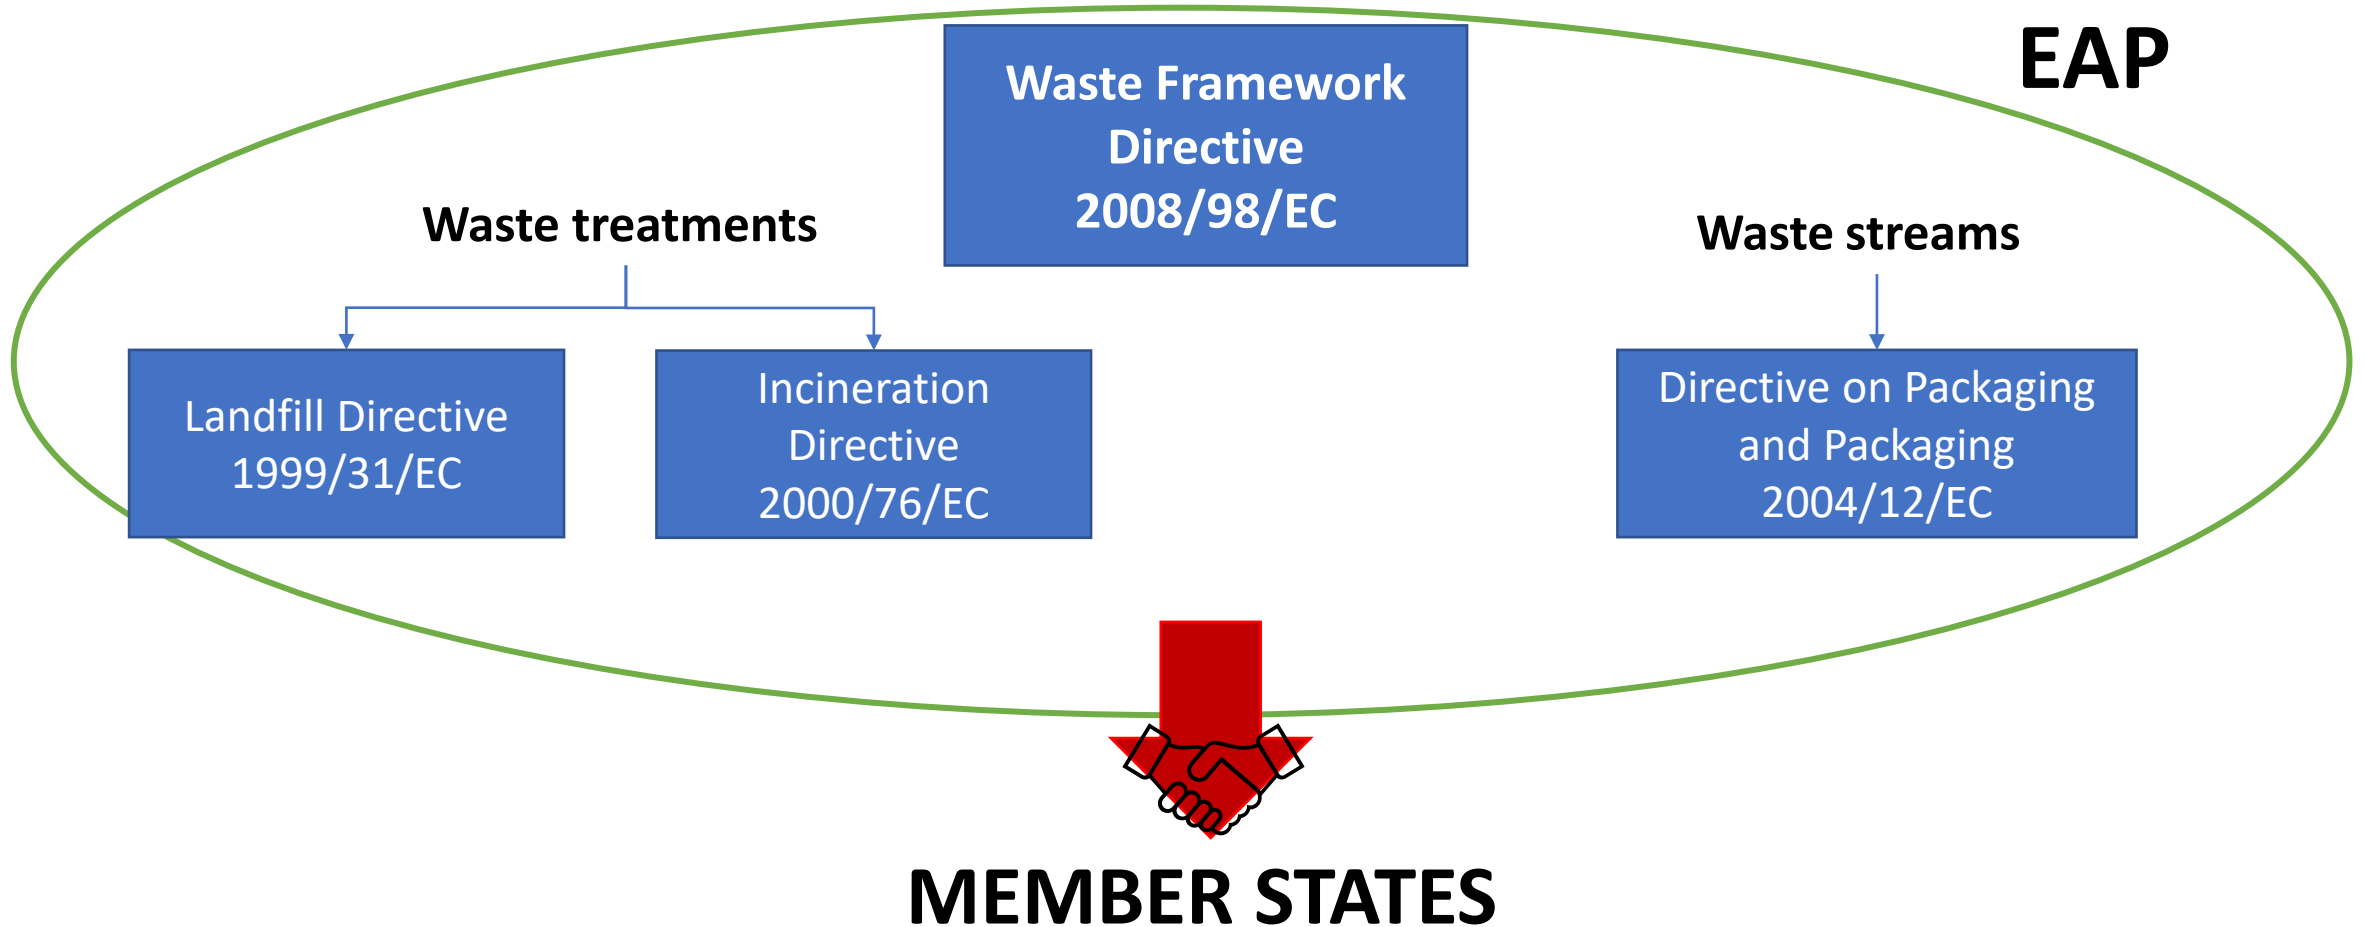 EAP
Waste Framework
Directive
2008/98/EC
Waste treatments
Waste streams
Landfill Directive
1999/31/EC
Incineration
Directive
2000/76/EC
Directive on Packaging
and Packaging
2004/12/EC
MEMBER STATES